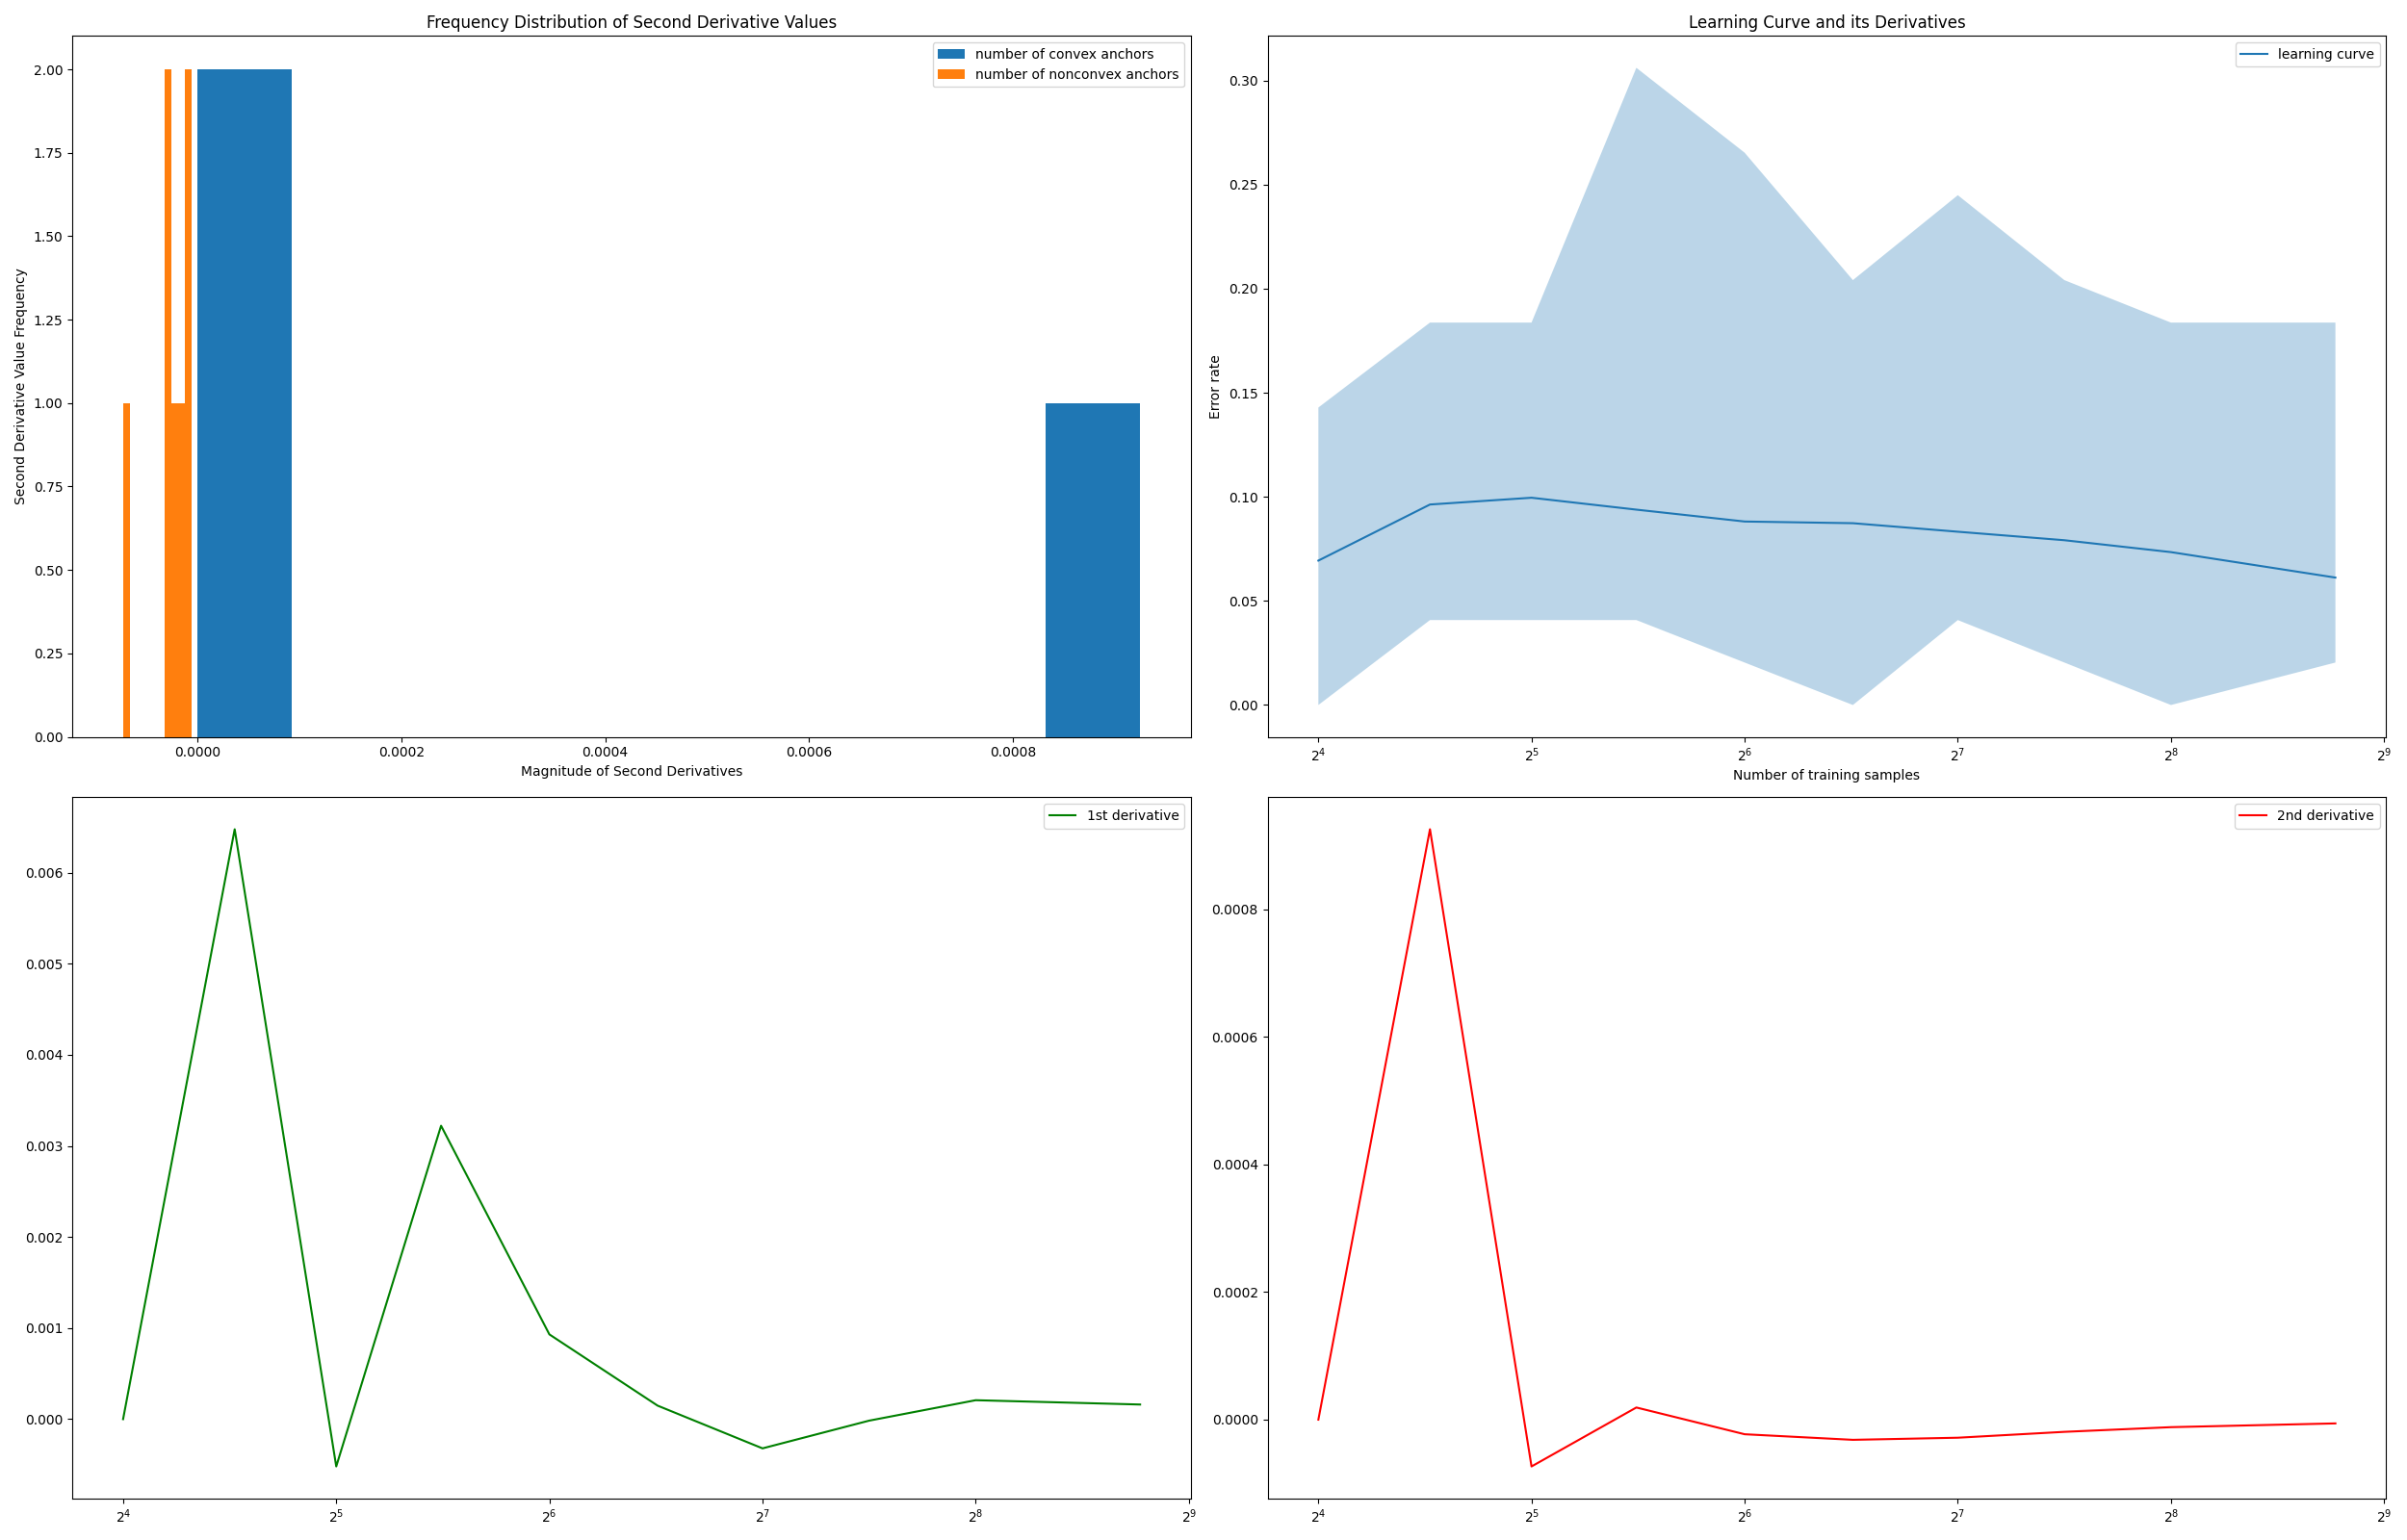 Frequency Distribution of Second Derivative Values
number of convex anchors
number of nonconvex anchors
2.00
1.75
1.50
1.25
1.00
0.75
0.50
0.25
0.00
Second Derivative Value Frequency
0.0000 0.0002 0.0004 0.0006 0.0008
Magnitude of Second Derivatives
Learning Curve and its Derivatives
learning curve
0.30
0.25
0.20
0.15
0.10
0.05
0.00
Error rate
2⁴ 2⁵ 2⁶ 2⁷ 2⁸ 2⁹
Number of training samples
1st derivative
0.006
0.005
0.004
0.003
0.002
0.001
0.000
2⁴ 2⁵ 2⁶ 2⁷ 2⁸ 2⁹
2nd derivative
0.0008
0.0006
0.0004
0.0002
0.0000
2⁴ 2⁵ 2⁶ 2⁷ 2⁸ 2⁹